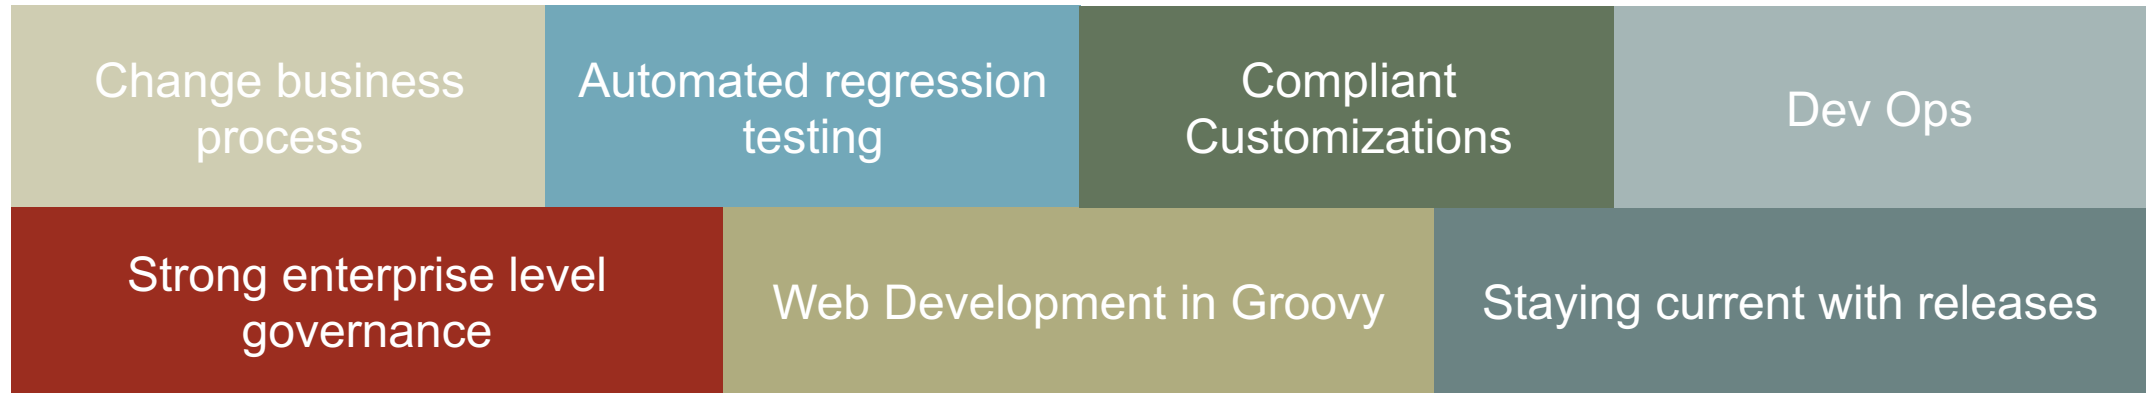 Change business
process
Automated regression
testing
Compliant
Customizations
Dev Ops
Strong enterprise level
governance
Web Development in Groovy
Staying current with releases